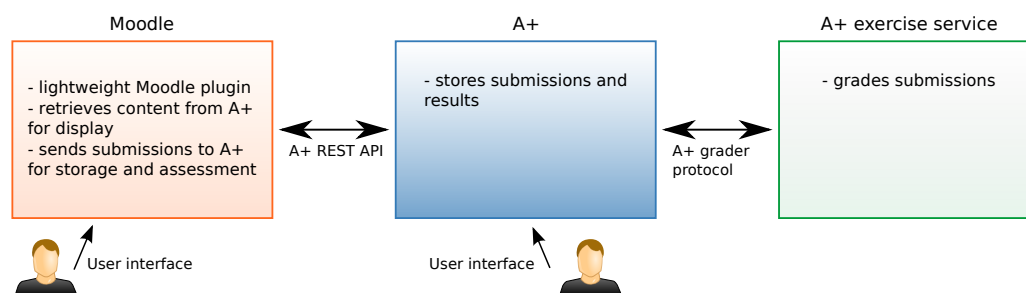 Moodle
A+
A+ exercise service
- lightweight Moodle plugin
- retrieves content from A+
for display
- sends submissions to A+
for storage and assessment
A+ REST API
- stores submissions and
results
A+ grader
protocol
- grades submissions
User interface
User interface